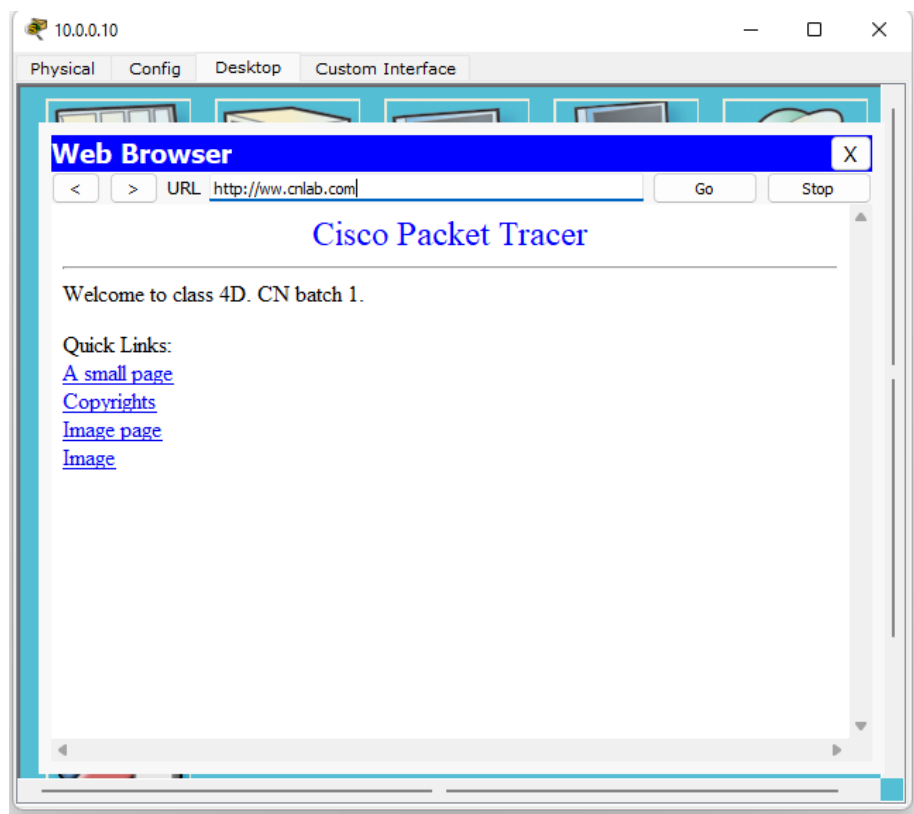 10.0.0.10
Physical Config Desktop Custom Interface
Web Browser X
< > URL http://ww.cnlab.com Go Stop
Cisco Packet Tracer
Welcome to class 4D. CN batch 1.
Quick Links:
A small page
Copyrights
Image page
Image